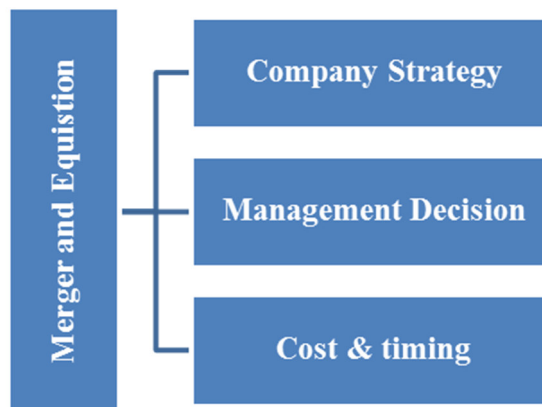 Merger and Equistion
Company Strategy
Management Decision
Cost & timing